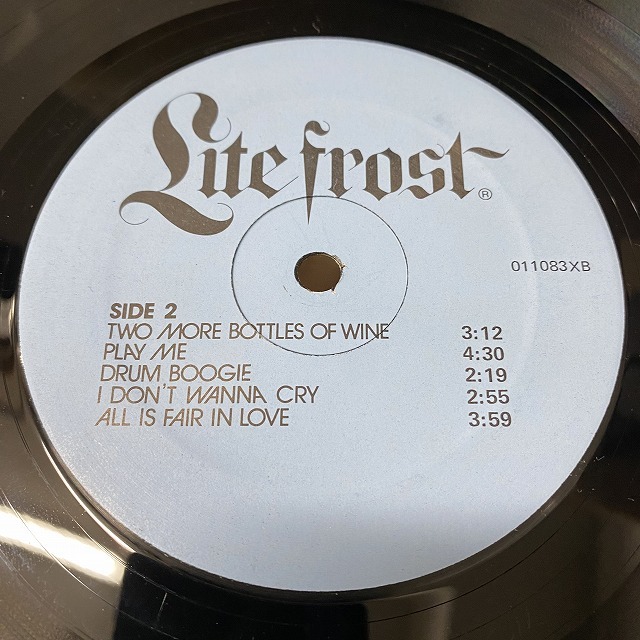 Lite frost ®
011083XB
SIDE 2
TWO MORE BOTTLES OF WINE 3:12
PLAY ME 4:30
DRUM BOOGIE 2:19
I DON'T WANNA CRY 2:55
ALL IS FAIR IN LOVE 3:59